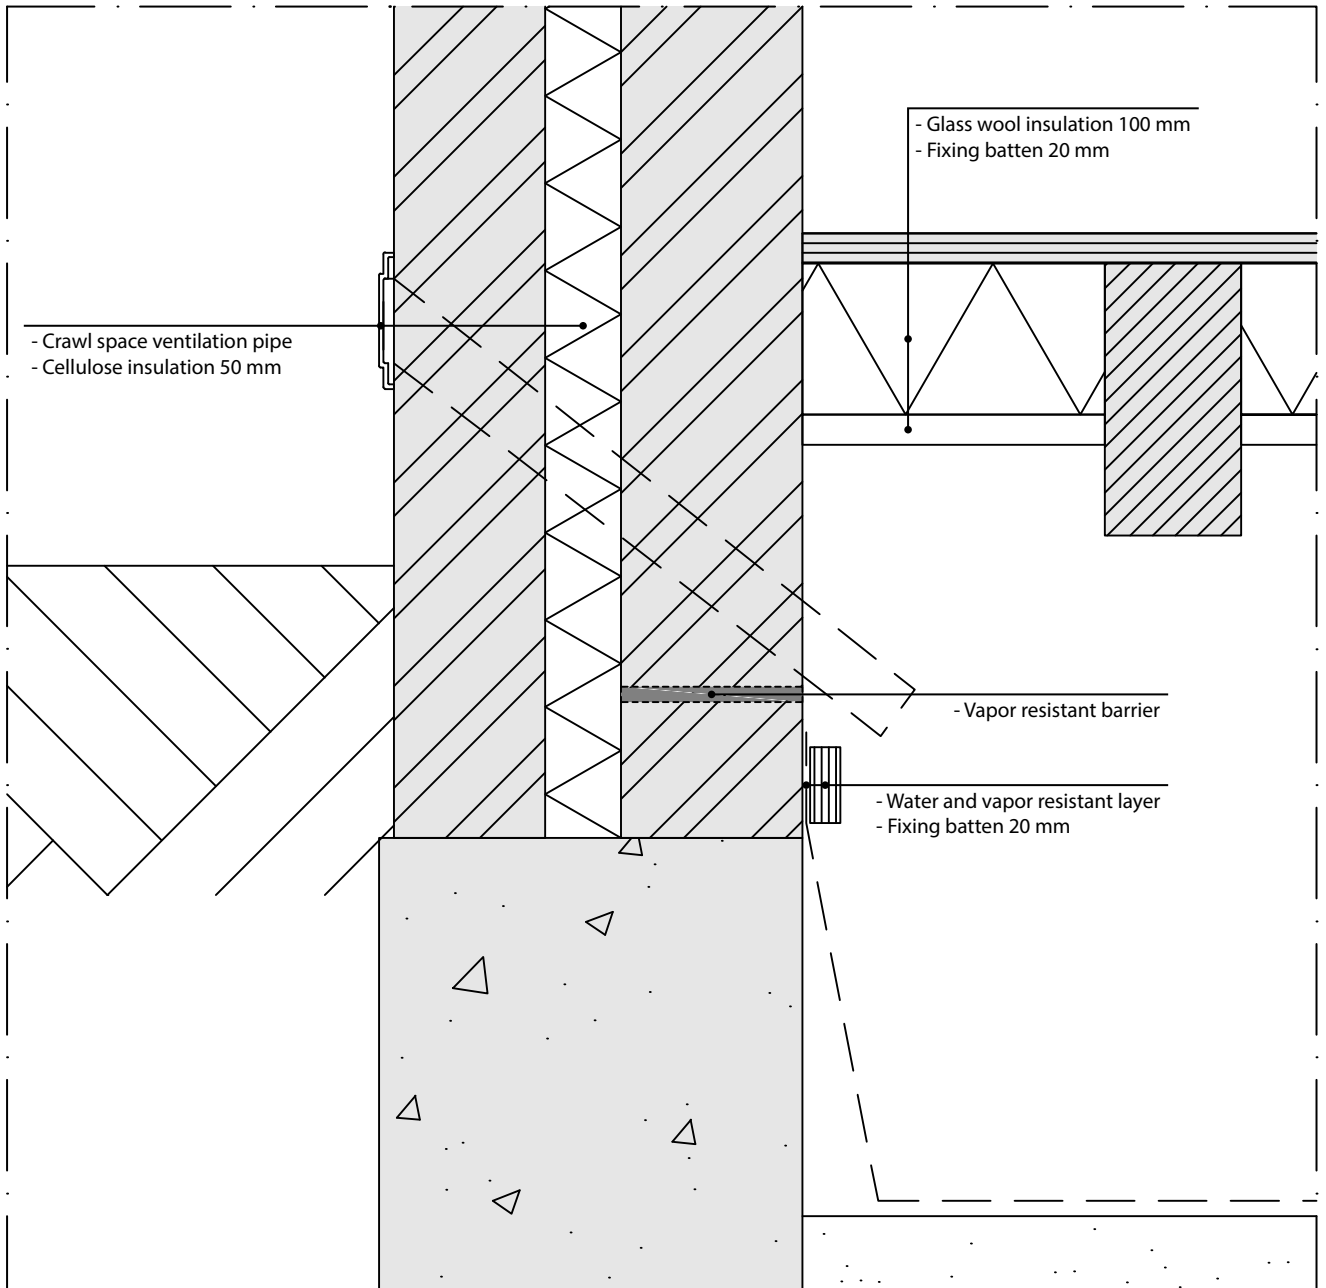 - Glass wool insulation 100 mm
- Fixing batten 20 mm
- Crawl space ventilation pipe
- Cellulose insulation 50 mm
- Vapor resistant barrier
- Water and vapor resistant layer
- Fixing batten 20 mm